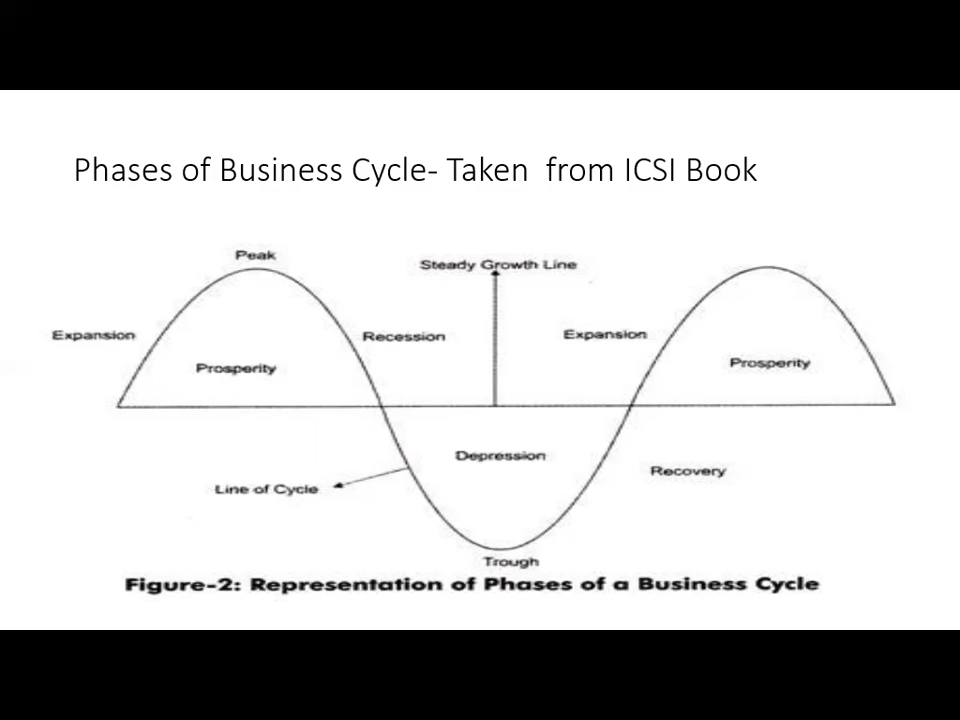 Phases of Business Cycle- Taken  from ICSI Book
Peak
Steady Growth Line
Expansion
Recession
Expansion
Prosperity
Prosperity
Depression
Recovery
Line of Cycle
Trough
Figure-2: Representation of Phases of a Business Cycle